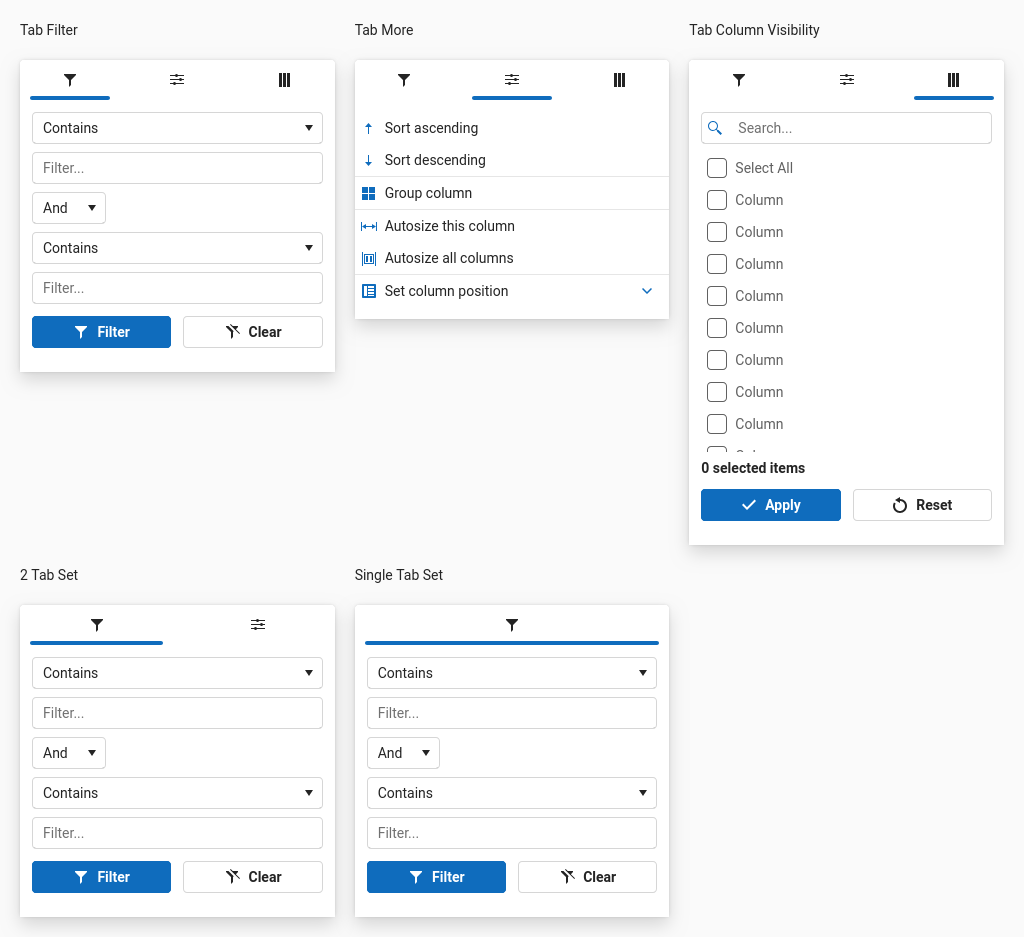 Tab Filter
Contains
Filter...
And
Contains
Filter...
Filter Clear
Tab More
Sort ascending
Sort descending
Group column
Autosize this column
Autosize all columns
Set column position
Tab Column Visibility
Search...
Select All
Column
Column
Column
Column
Column
Column
Column
Column
0 selected items
Apply Reset
2 Tab Set
Contains
Filter...
And
Contains
Filter...
Filter Clear
Single Tab Set
Contains
Filter...
And
Contains
Filter...
Filter Clear